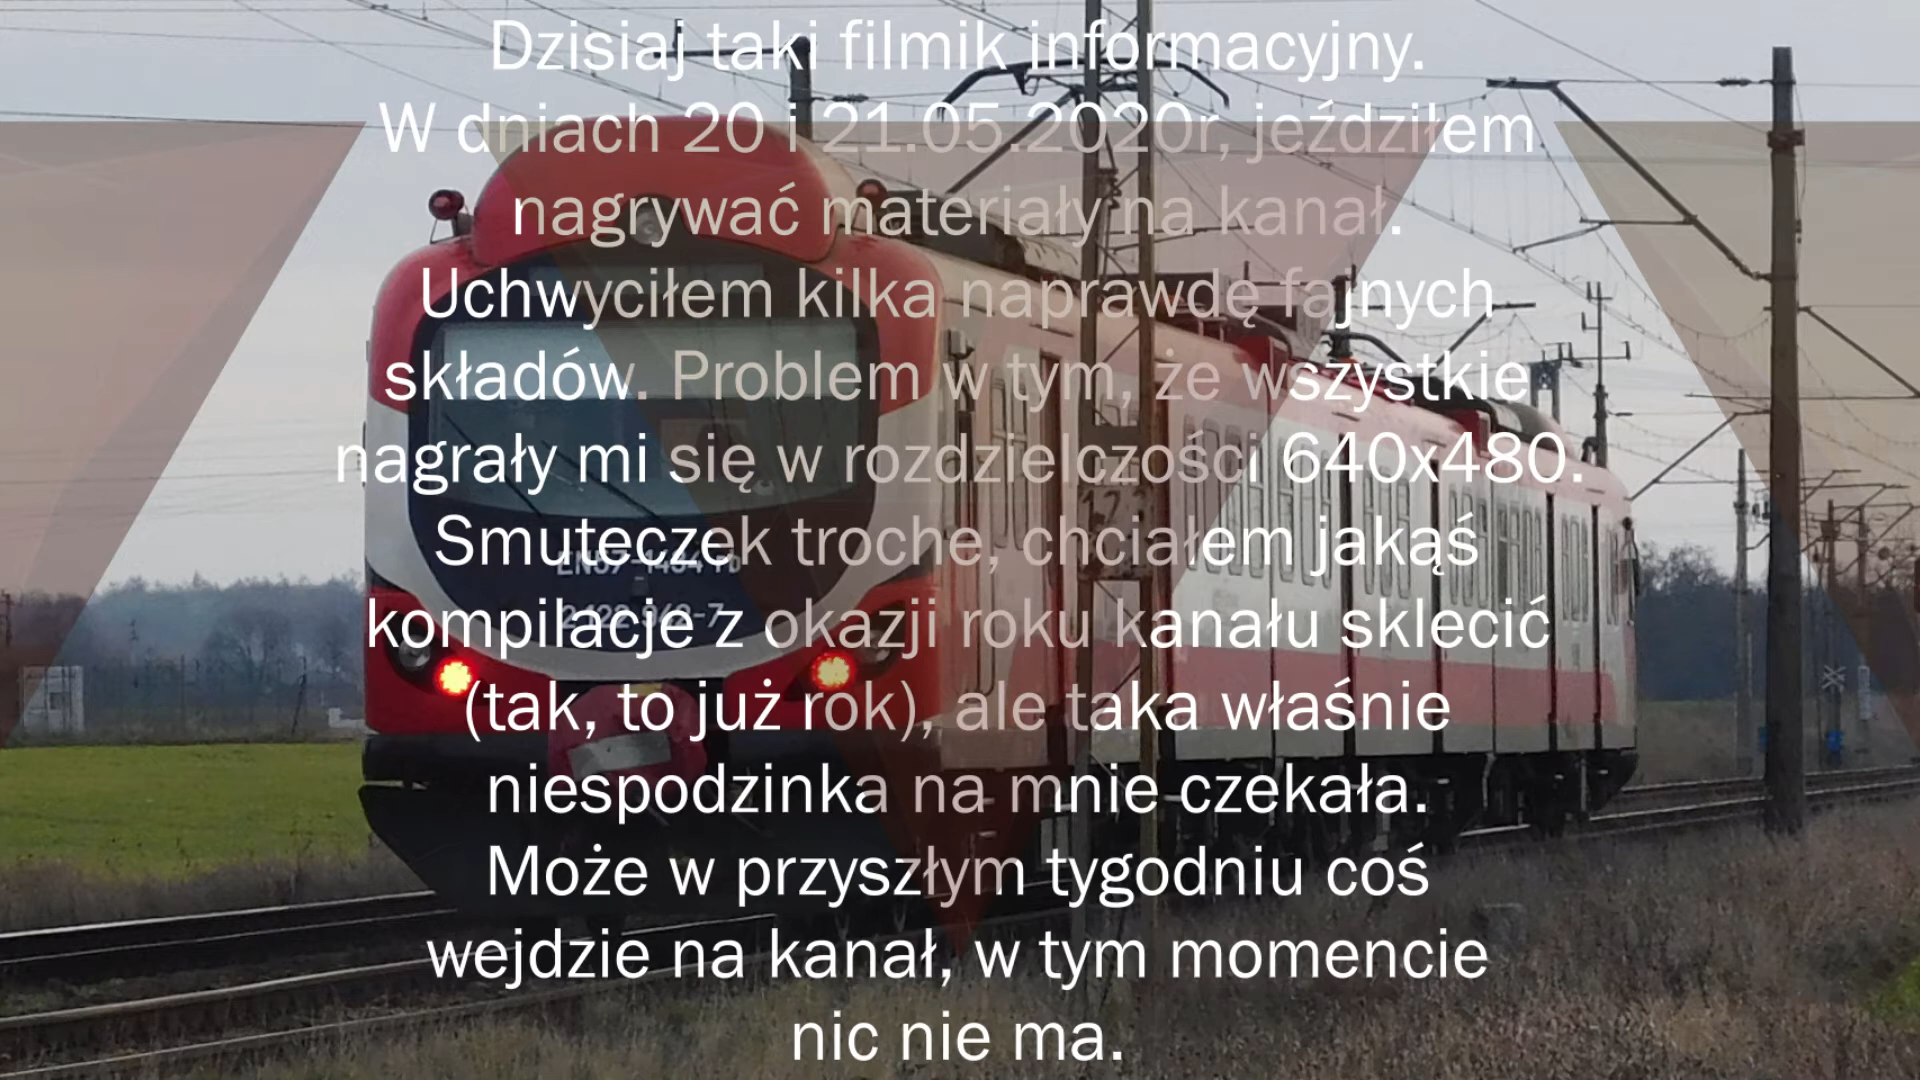 Dzisiaj taki filmik informacyjny.
W dniach 20 i 21.05.2020r, jeździłem
nagrywać materiały na kanał.
Uchwyciłem kilka naprawdę fajnych
składów. Problem w tym, że wszystkie
nagrały mi się w rozdzielczości 640x480.
Smuteczek troche, chciałem jakąś
kompilacje z okazji roku kanału sklecić
(tak, to już rok), ale taka właśnie
niespodzinka na mnie czekała.
Może w przyszłym tygodniu coś
wejdzie na kanał, w tym momencie
nic nie ma.